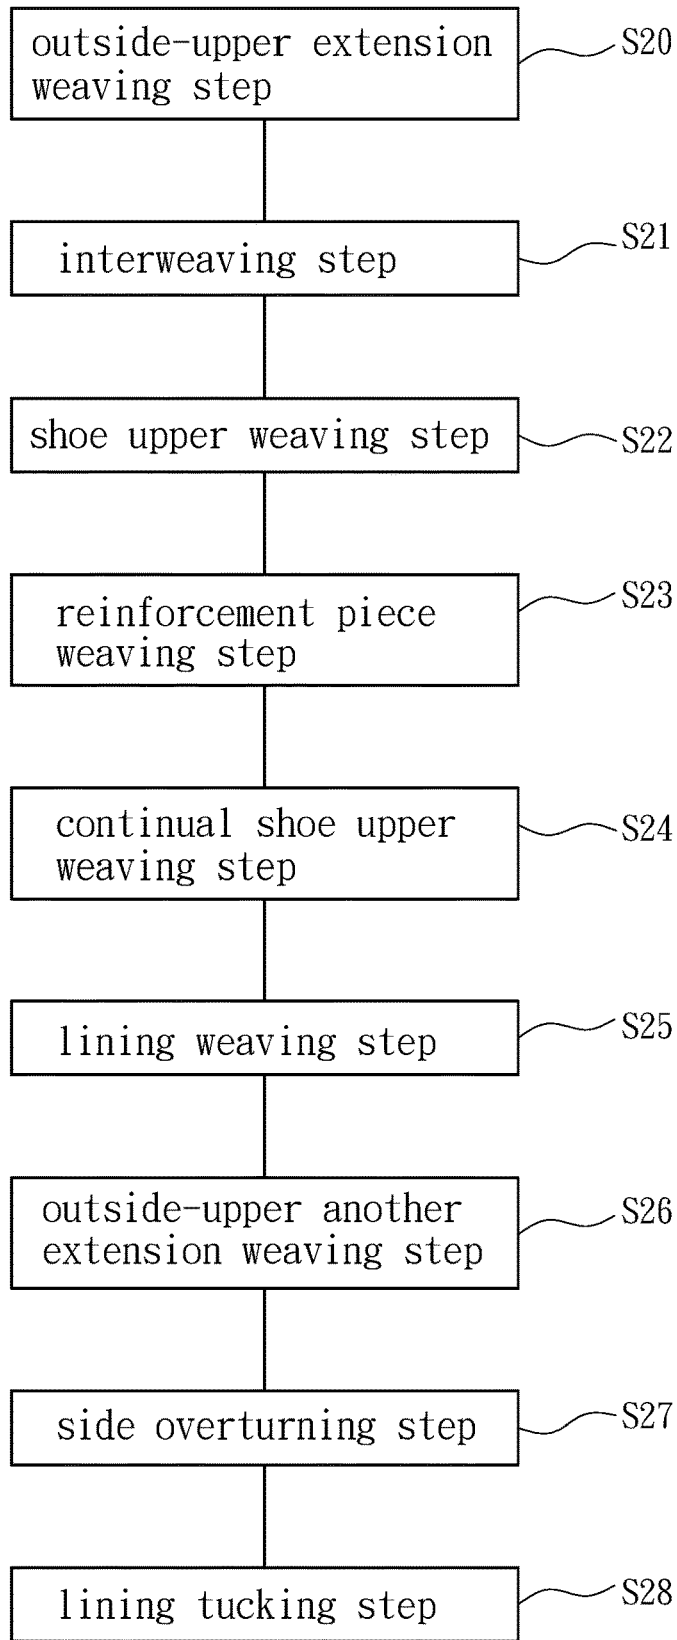 outside-upper extension
weaving step
S20
interweaving step
S21
shoe upper weaving step
S22
reinforcement piece
weaving step
S23
continual shoe upper
weaving step
S24
lining weaving step
S25
outside-upper another
extension weaving step
S26
side overturning step
S27
lining tucking step
S28